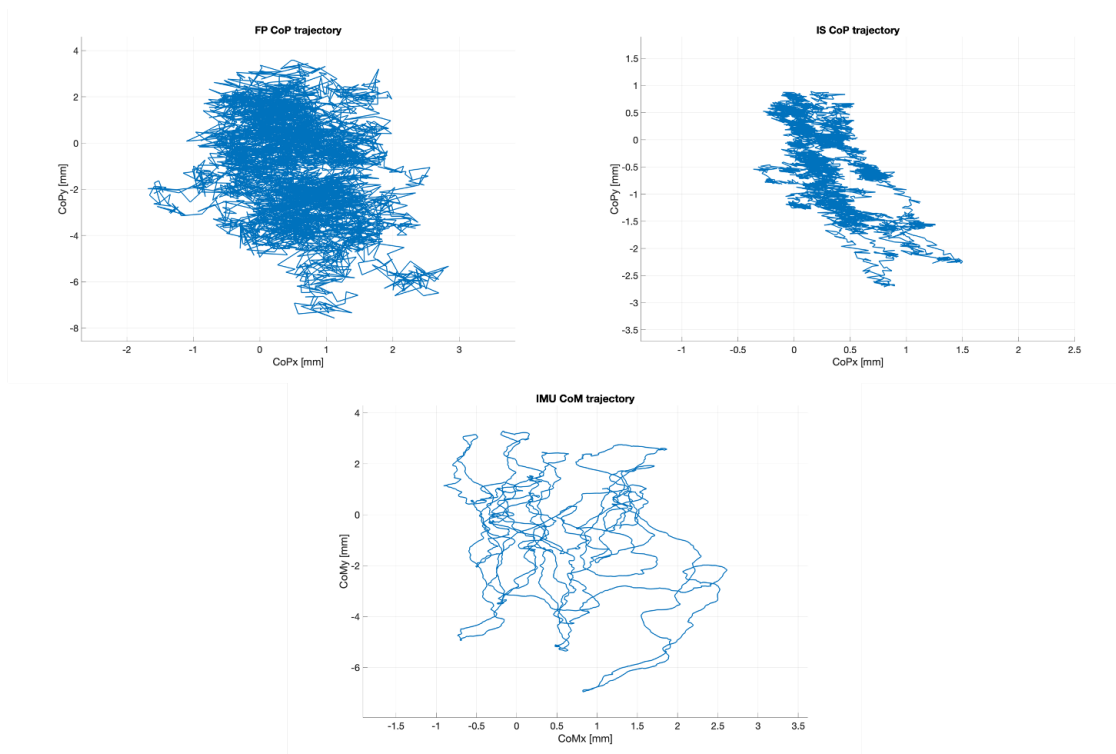 FP CoP trajectory
4
2
0
-2
-4
-6
-8
CoPy [mm]
-2 -1 0 1 2 3
CoPx [mm]
IS CoP trajectory
1.5
1
0.5
0
-0.5
-1
-1.5
-2
-2.5
-3
-3.5
CoPy [mm]
-1 -0.5 0 0.5 1 1.5 2 2.5
CoPx [mm]
IMU CoM trajectory
4
2
0
-2
-4
-6
CoMy [mm]
-1.5 -1 -0.5 0 0.5 1 1.5 2 2.5 3 3.5
CoMx [mm]